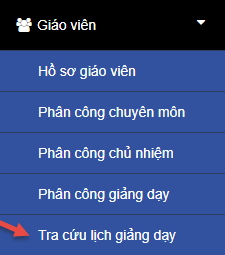 Giáo viên
Hồ sơ giáo viên
Phân công chuyên môn
Phân công chủ nhiệm
Phân công giảng dạy
Tra cứu lịch giảng dạy